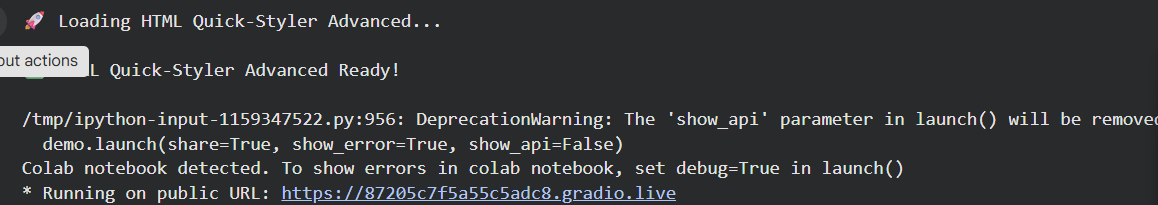 🚀 Loading HTML Quick-Styler Advanced...
out actions
L Quick-Styler Advanced Ready!
/tmp/ipython-input-1159347522.py:956: DeprecationWarning: The 'show_api' parameter in launch() will be removed
demo.launch(share=True, show_error=True, show_api=False)
Colab notebook detected. To show errors in colab notebook, set debug=True in launch()
* Running on public URL: https://87205c7f5a55c5adc8.gradio.live